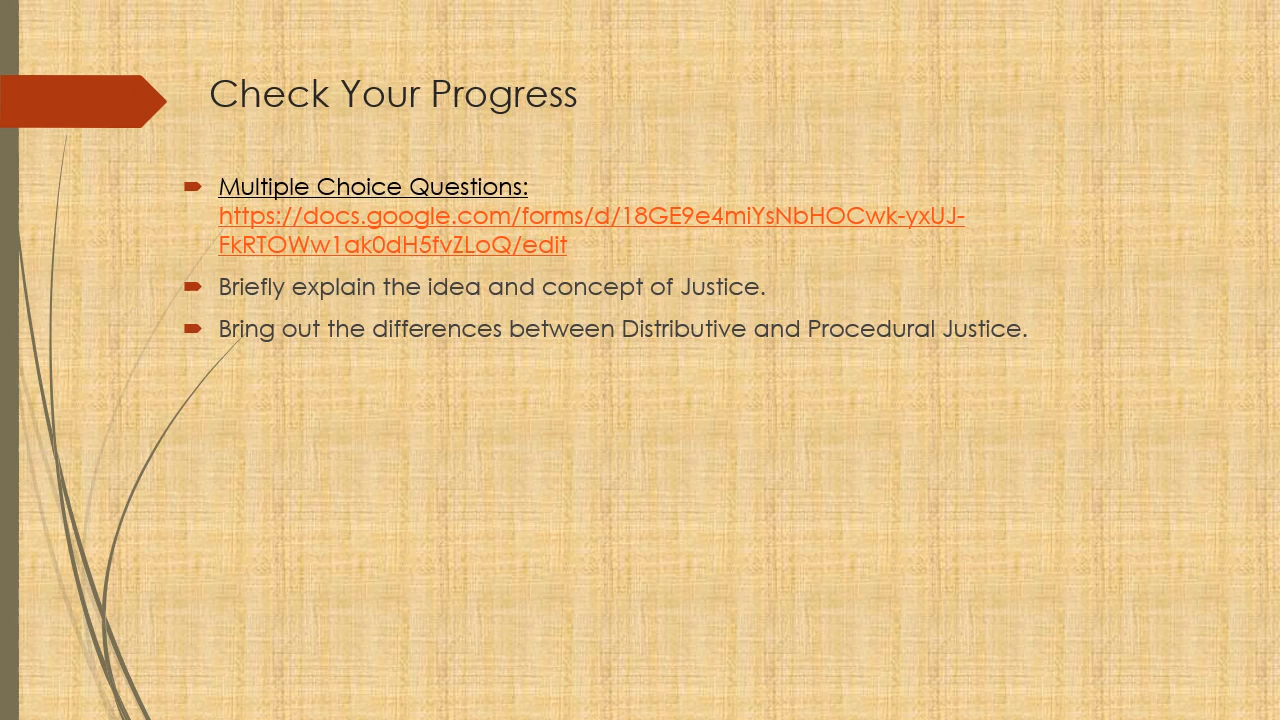 Check Your Progress
Multiple Choice Questions:
https://docs.google.com/forms/d/18GE9e4miYsNbHOCwk-yxUJ-
FkRTOWw1ak0dH5fvZLoQ/edit
Briefly explain the idea and concept of Justice.
Bring out the differences between Distributive and Procedural Justice.